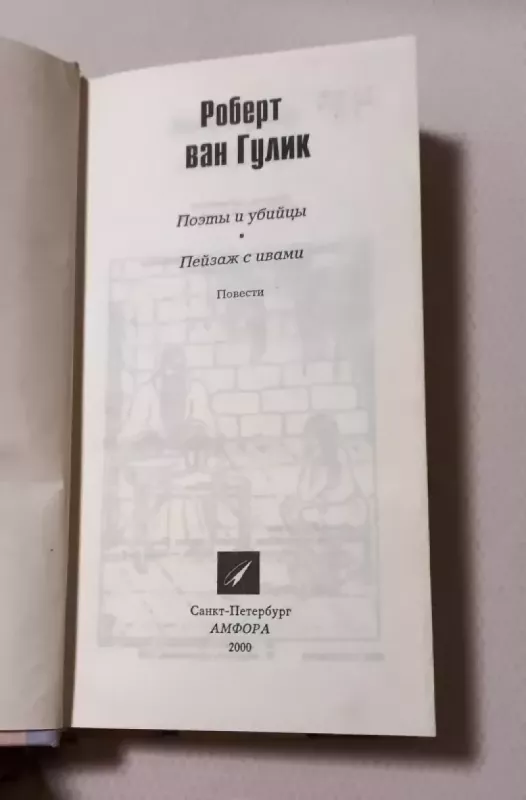 Роберт
ван Гулик
Поэты и убийцы
•
Пейзаж с ивами
Повести
Санкт-Петербург
АМФОРА
2000